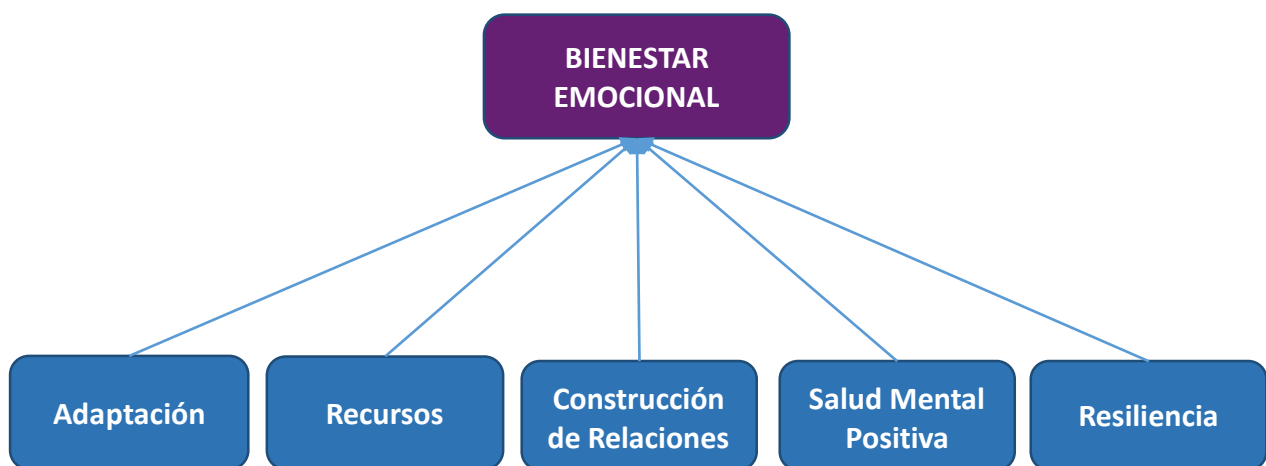 BIENESTAR
EMOCIONAL
Adaptación
Recursos
Construcción
de Relaciones
Salud Mental
Positiva
Resiliencia